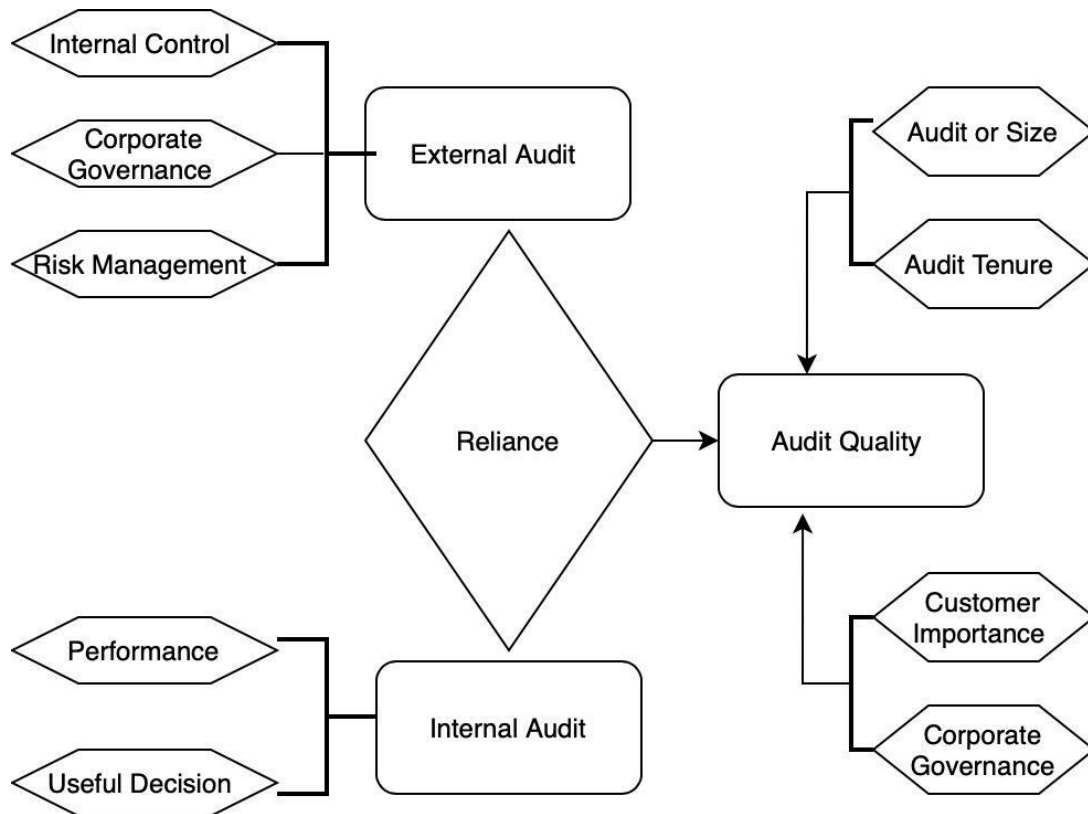 Internal Control
Corporate
Governance
Risk Management
External Audit
Audit or Size
Audit Tenure
Reliance
Audit Quality
Performance
Useful Decision
Internal Audit
Customer
Importance
Corporate
Governance